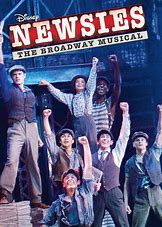 Disney
NEWSIES
THE BROADWAY MUSICAL